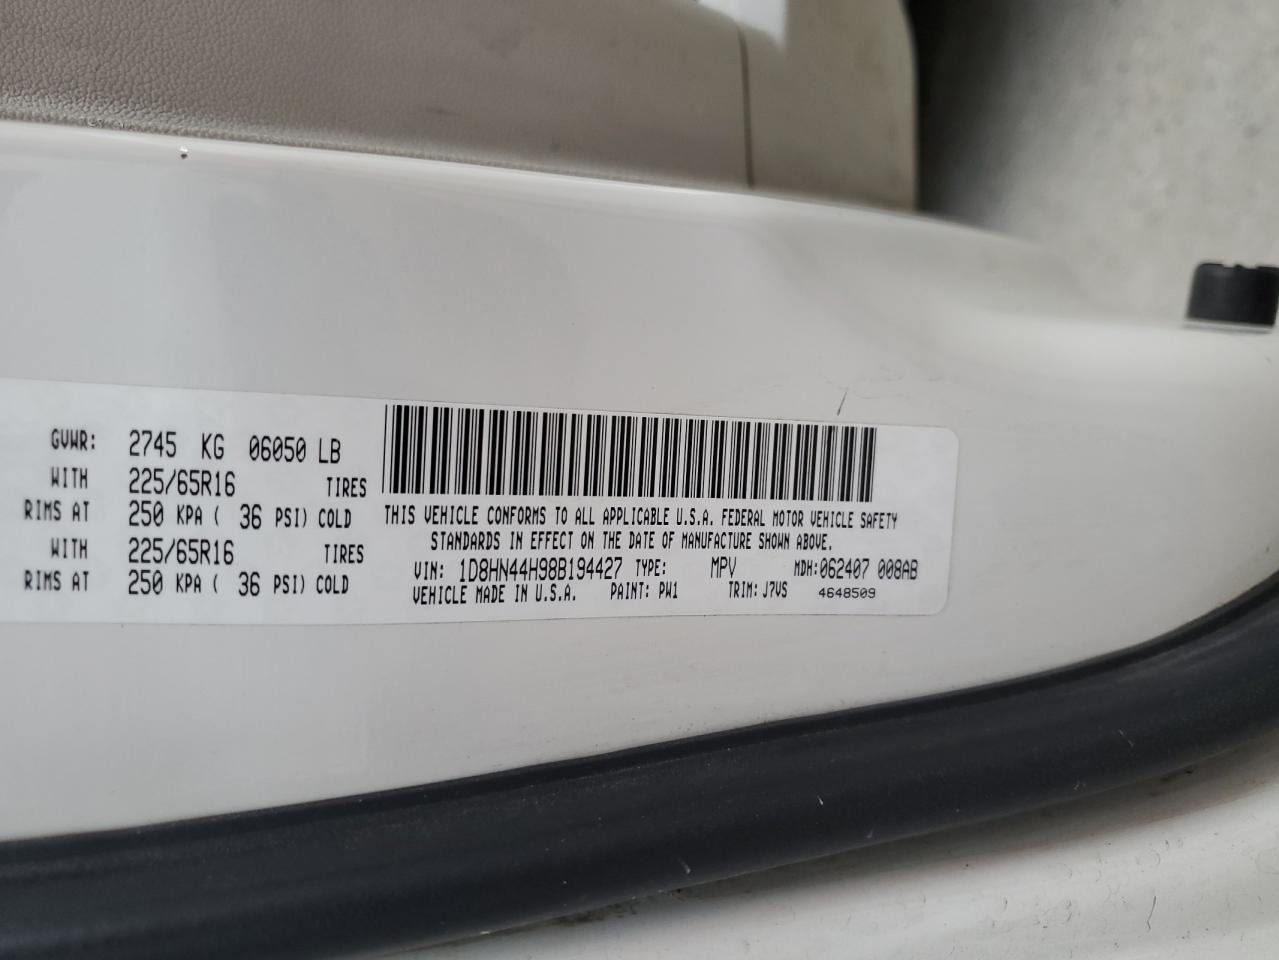 GVWR: 2745 KG 06050 LB
WITH 225/65R16 TIRES
RIMS AT 250 KPA ( 36 PSI) COLD
WITH 225/65R16 TIRES
RIMS AT 250 KPA ( 36 PSI) COLD
THIS VEHICLE CONFORMS TO ALL APPLICABLE U.S.A. FEDERAL MOTOR VEHICLE SAFETY
STANDARDS IN EFFECT ON THE DATE OF MANUFACTURE SHOWN ABOVE.
VIN: 1D8HN44H98B194427 TYPE: MPV MDH: 062407 008AB
VEHICLE MADE IN U.S.A. PAINT: PW1 TRIM: J7VS 4648509